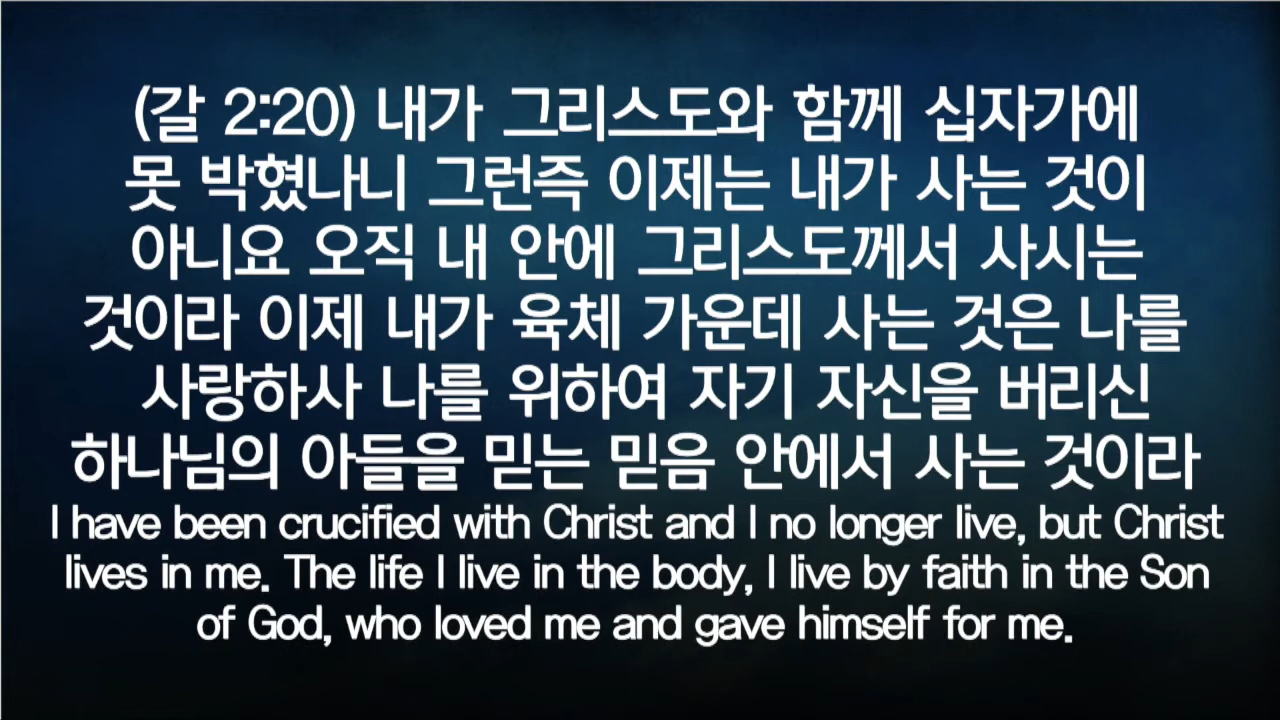 (갈 2:20) 내가 그리스도와 함께 십자가에
못 박혔나니 그런즉 이제는 내가 사는 것이
아니요 오직 내 안에 그리스도께서 사시는
것이라 이제 내가 육체 가운데 사는 것은 나를
사랑하사 나를 위하여 자기 자신을 버리신
하나님의 아들을 믿는 믿음 안에서 사는 것이라
I have been crucified with Christ and I no longer live, but Christ
lives in me. The life I live in the body, I live by faith in the Son
of God, who loved me and gave himself for me.